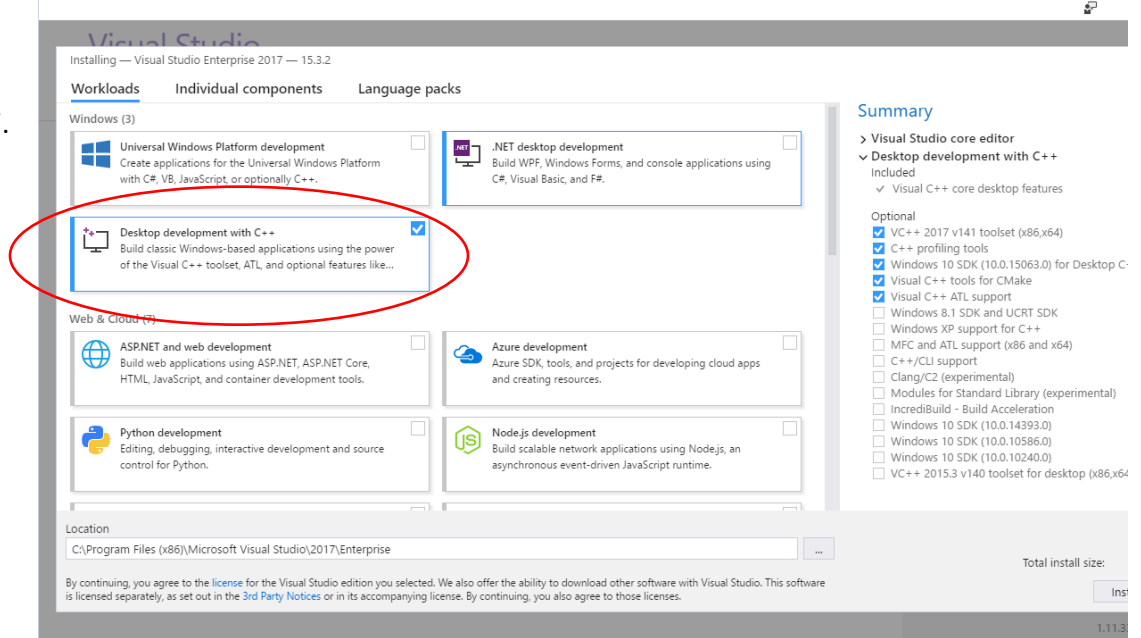 Visual Studio
Installing — Visual Studio Enterprise 2017 — 15.3.2
Workloads Individual components Language packs
Windows (3)
Universal Windows Platform development
Create applications for the Universal Windows Platform
with C#, VB, JavaScript, or optionally C++.
.NET
.NET desktop development
Build WPF, Windows Forms, and console applications using
C#, Visual Basic, and F#.
Desktop development with C++
Build classic Windows-based applications using the power
of the Visual C++ toolset, ATL, and optional features like...
Web & Cloud (7)
ASP.NET and web development
Build web applications using ASP.NET, ASP.NET Core,
HTML, JavaScript, and container development tools.
Azure development
Azure SDK, tools, and projects for developing cloud apps
and creating resources.
Python development
Editing, debugging, interactive development and source
control for Python.
JS
Node.js development
Build scalable network applications using Node.js, an
asynchronous event-driven JavaScript runtime.
Location
C:\Program Files (x86)\Microsoft Visual Studio\2017\Enterprise
...
By continuing, you agree to the license for the Visual Studio edition you selected. We also offer the ability to download other software with Visual Studio. This software
is licensed separately, as set out in the 3rd Party Notices or in its accompanying license. By continuing, you also agree to those licenses.
Summary
Visual Studio core editor
Desktop development with C++
Included
Visual C++ core desktop features
Optional
VC++ 2017 v141 toolset (x86,x64)
C++ profiling tools
Windows 10 SDK (10.0.15063.0) for Desktop C+
Visual C++ tools for CMake
Visual C++ ATL support
Windows 8.1 SDK and UCRT SDK
Windows XP support for C++
MFC and ATL support (x86 and x64)
C++/CLI support
Clang/C2 (experimental)
Modules for Standard Library (experimental)
IncrediBuild - Build Acceleration
Windows 10 SDK (10.0.14393.0)
Windows 10 SDK (10.0.10586.0)
Windows 10 SDK (10.0.10240.0)
VC++ 2015.3 v140 toolset for desktop (x86,x64
Total install size:
Inst
1.11.3